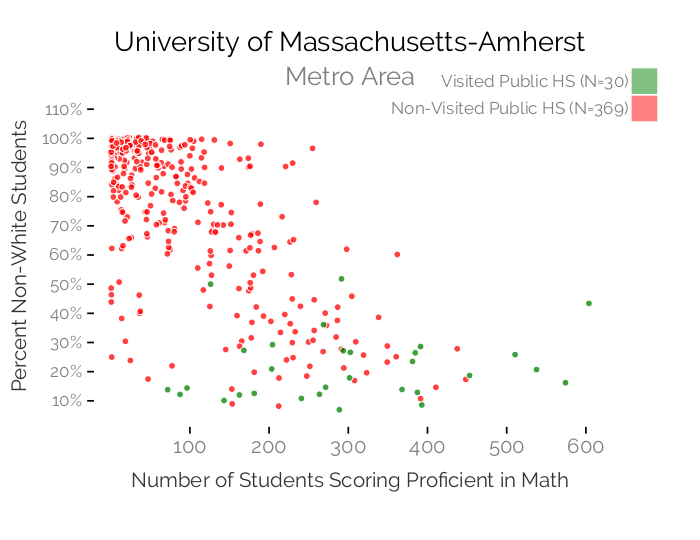 University of Massachusetts-Amherst
Metro Area
Visited Public HS (N=30)
Non-Visited Public HS (N=369)
Percent Non-White Students
110%
100%
90%
80%
70%
60%
50%
40%
30%
20%
10%
100 200 300 400 500 600
Number of Students Scoring Proficient in Math